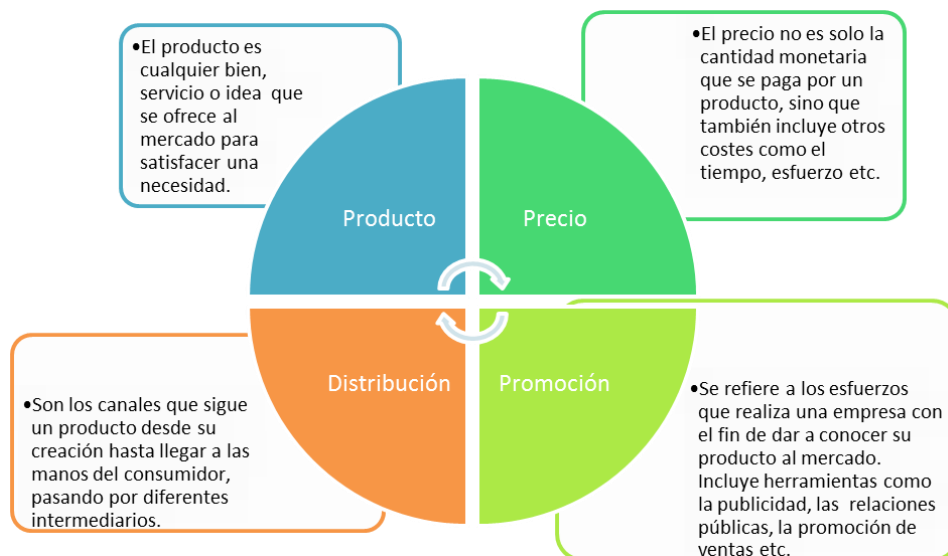 •El producto es
cualquier bien,
servicio o idea que
se ofrece al
mercado para
satisfacer una
necesidad.
•El precio no es solo la
cantidad monetaria
que se paga por un
producto, sino que
también incluye otros
costes como el
tiempo, esfuerzo etc.
Producto
Precio
Distribución
Promoción
•Son los canales que sigue
un producto desde su
creación hasta llegar a las
manos del consumidor,
pasando por diferentes
intermediarios.
•Se refiere a los esfuerzos
que realiza una empresa con
el fin de dar a conocer su
producto al mercado.
Incluye herramientas como
la publicidad, las relaciones
públicas, la promoción de
ventas etc.